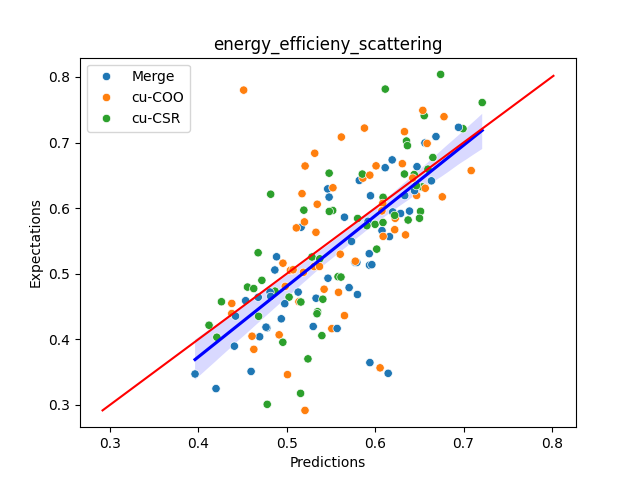 energy_efficieny_scattering
Merge
cu-COO
cu-CSR
Expectations
0.8
0.7
0.6
0.5
0.4
0.3
0.3 0.4 0.5 0.6 0.7 0.8
Predictions